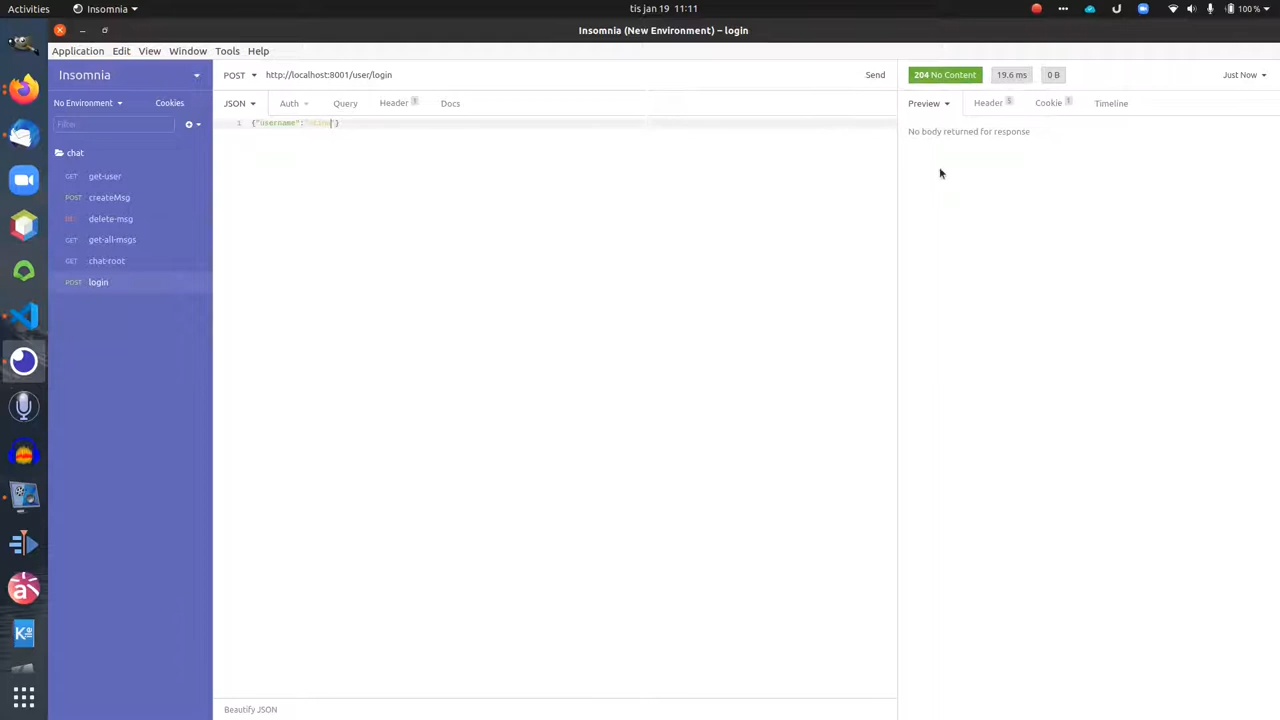 Activities Insomnia tis jan 19 11:11 100 %
Insomnia (New Environment) – login
Application Edit View Window Tools Help
Insomnia POST http://localhost:8001/user/login Send 204 No Content 19.6 ms 0 B Just Now
No Environment Cookies JSON Auth Query Header 1 Docs Preview Header 5 Cookie 1 Timeline
Filter 1 {"username": }
No body returned for response
chat
GET get-user
POST createMsg
DEL delete-msg
GET get-all-msgs
GET chat-root
POST login
Kile
Beautify JSON